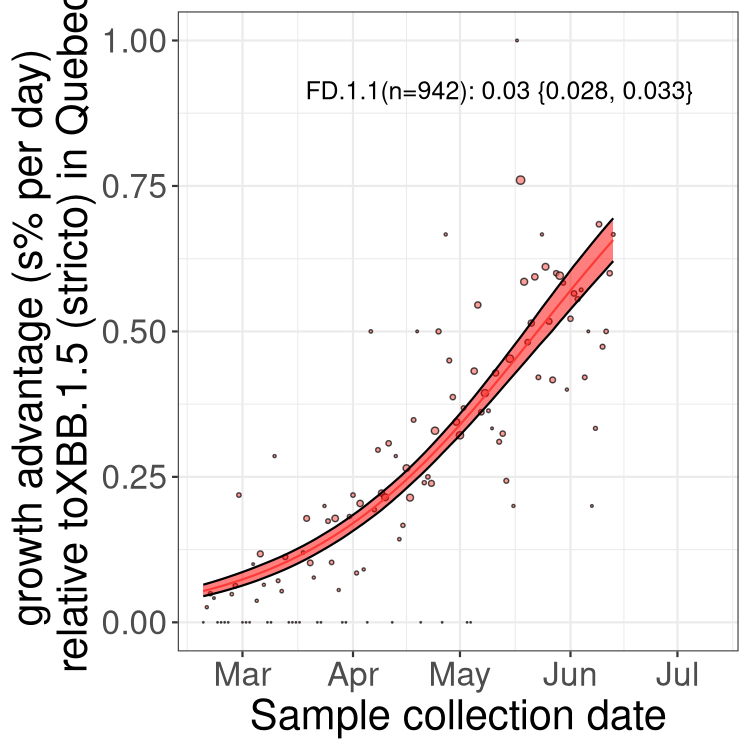 growth advantage (s% per day)
relative toXBB.1.5 (stricto) in Quebec
1.00
0.75
0.50
0.25
0.00
FD.1.1(n=942): 0.03 {0.028, 0.033}
Mar Apr May Jun Jul
Sample collection date